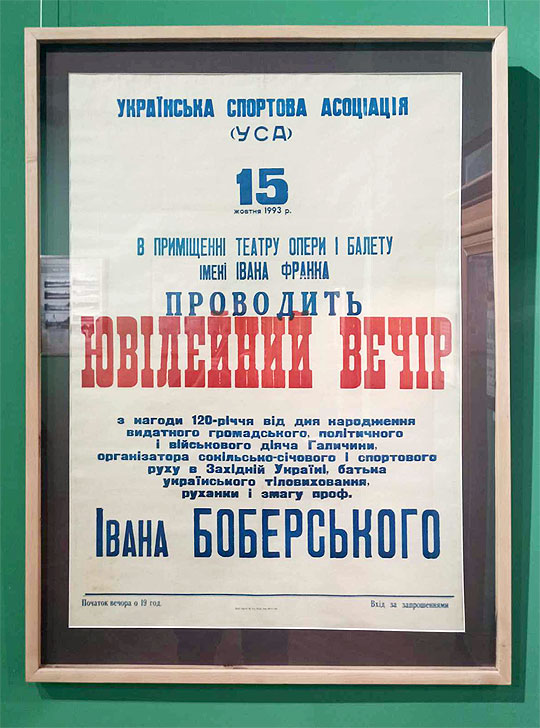 УКРАЇНСЬКА СПОРТОВА АСОЦІАЦІЯ
(УСА)
15
жовтня 1993 р.
В ПРИМІЩЕННІ ТЕАТРУ ОПЕРИ І БАЛЕТУ
ІМЕНІ ІВАНА ФРАНКА
ПРОВОДИТЬ
ЮВІЛЕЙНИЙ ВЕЧІР
з нагоди 120-річчя від дня народження
видатного громадського, політичного
і військового діяча Галичини,
організатора сокільсько-січового і спортового
руху в Західній Україні, батька
українського тіловиховання,
руханки і змагу проф.
ІВАНА БОБЕРСЬКОГО
Початок вечора о 19 год.
Вхід за запрошеннями